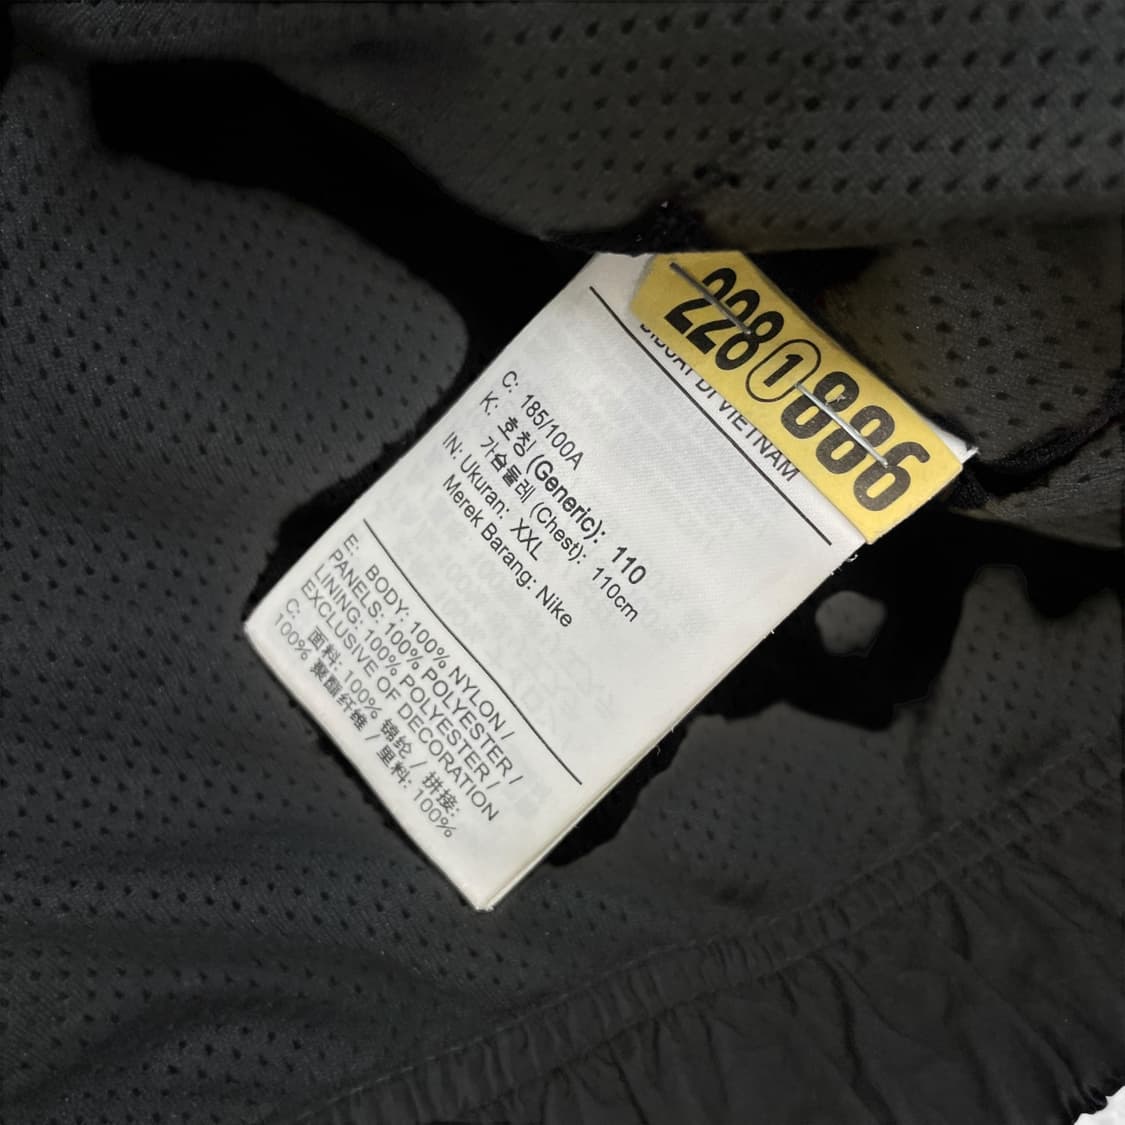 228①886
DIBUAT DI VIETNAM
C: 185/100A
K: 호칭 (Generic): 110
가슴둘레 (Chest): 110cm
IN: Ukuran: XXL
Merek Barang: Nike
E: BODY: 100% NYLON /
PANELS: 100% POLYESTER /
LINING: 100% POLYESTER /
EXCLUSIVE OF DECORATION
C: 面料: 100% 锦纶 / 拼接:
100% 聚酯纤维 / 里料: 100%